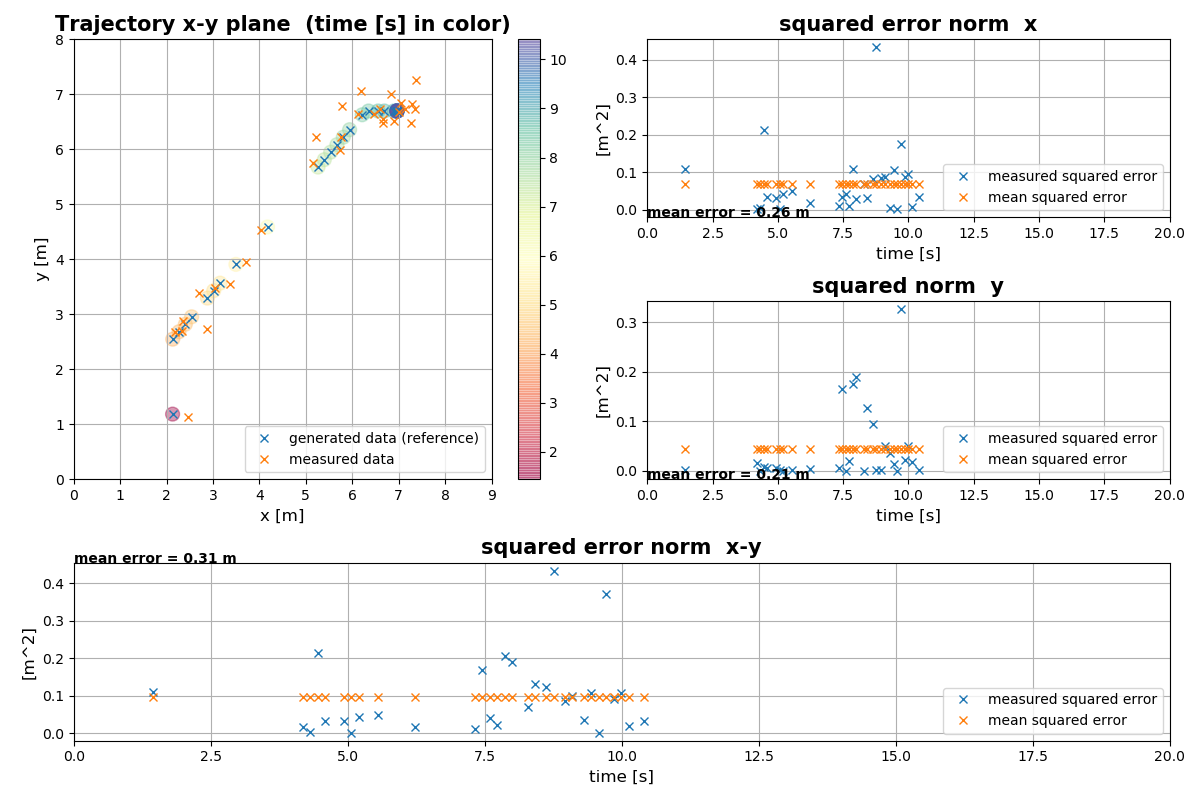 Trajectory x-y plane  (time [s] in color)
8
7
6
5
4
3
2
1
0
y [m]
0 1 2 3 4 5 6 7 8 9
x [m]
generated data (reference)
measured data
10
9
8
7
6
5
4
3
2
squared error norm  x
0.4
0.3
0.2
0.1
0.0
[m^2]
measured squared error
mean squared error
mean error = 0.26 m
0.0 2.5 5.0 7.5 10.0 12.5 15.0 17.5 20.0
time [s]
squared norm  y
0.3
0.2
0.1
0.0
[m^2]
measured squared error
mean squared error
mean error = 0.21 m
0.0 2.5 5.0 7.5 10.0 12.5 15.0 17.5 20.0
time [s]
squared error norm  x-y
mean error = 0.31 m
0.4
0.3
0.2
0.1
0.0
[m^2]
measured squared error
mean squared error
0.0 2.5 5.0 7.5 10.0 12.5 15.0 17.5 20.0
time [s]